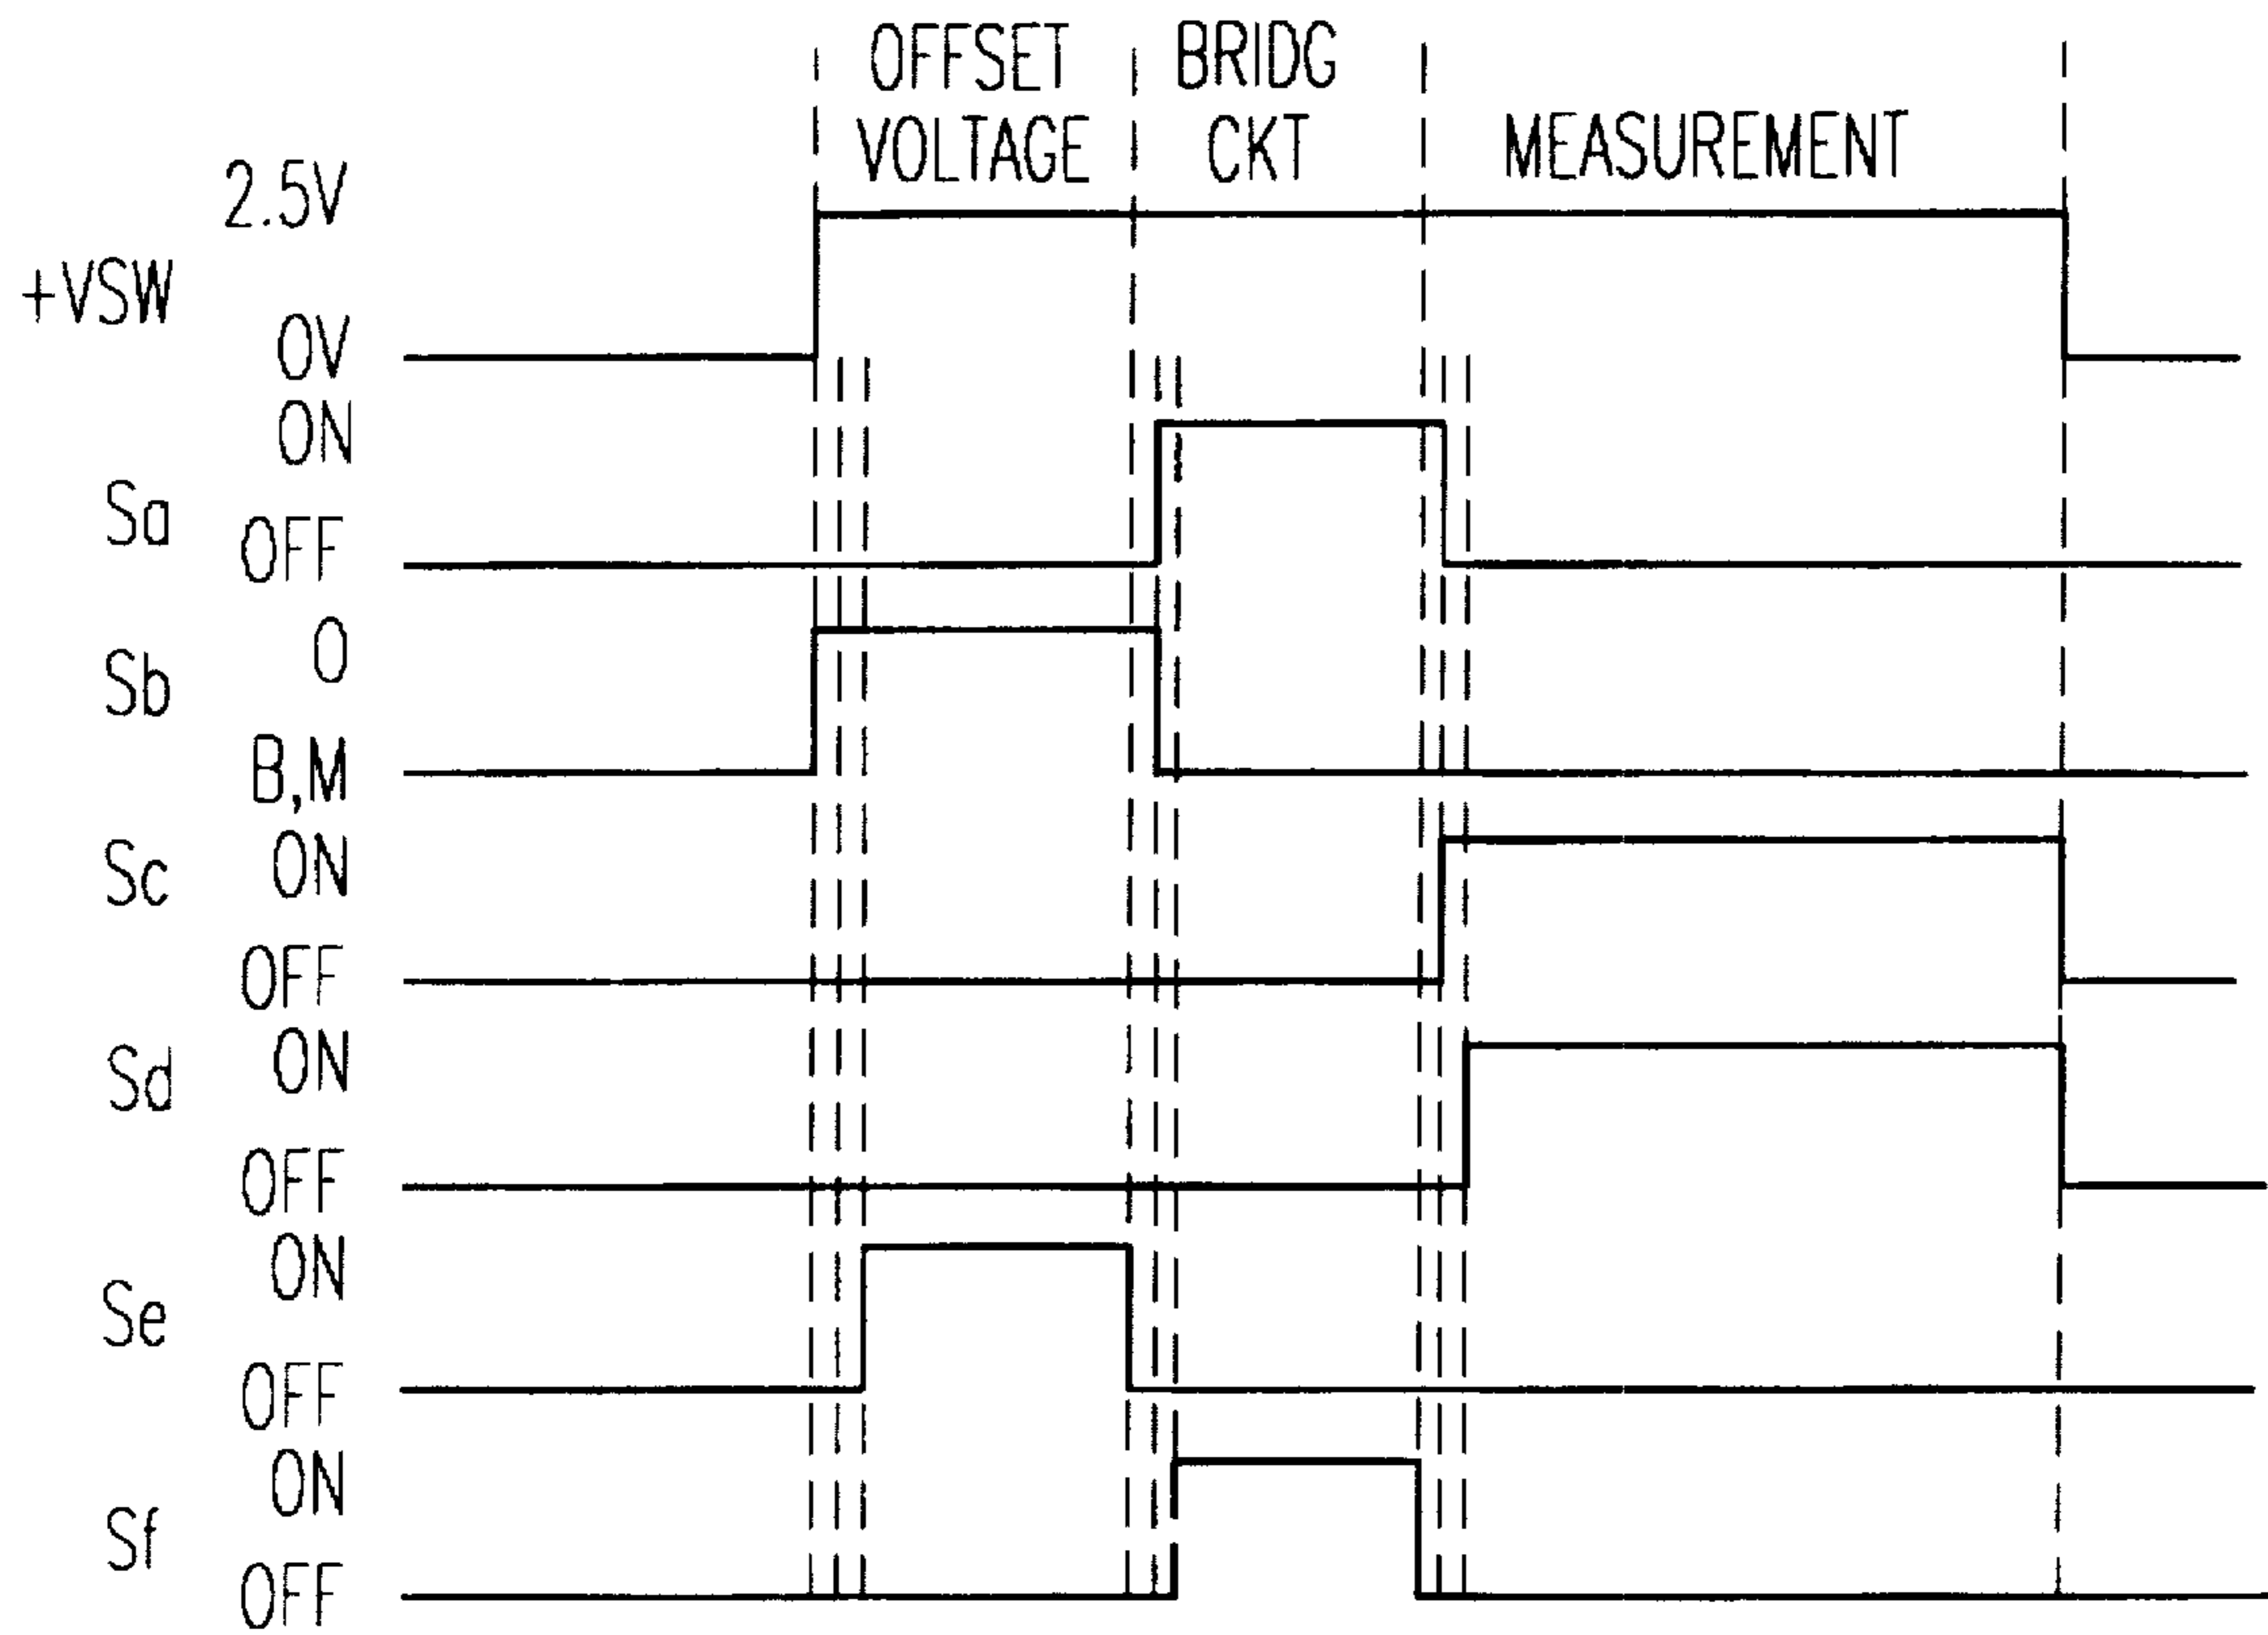 OFFSET VOLTAGE
BRIDG CKT
MEASUREMENT
+VSW
2.5V
0V
Sa
ON
OFF
Sb
O
B,M
Sc
ON
OFF
Sd
ON
OFF
Se
ON
OFF
Sf
ON
OFF